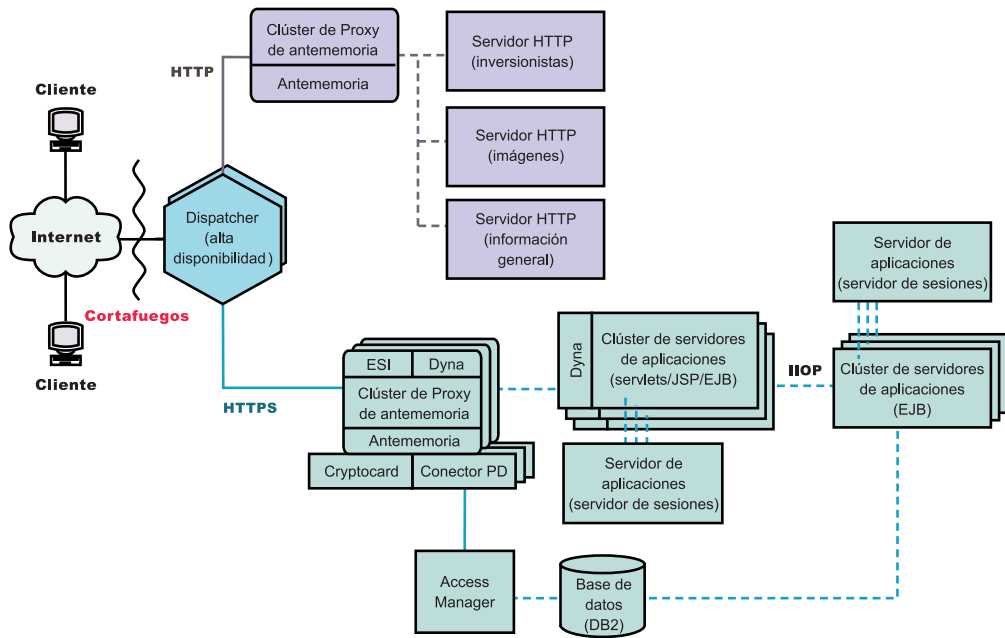 Clúster de Proxy
de antememoria
Antememoria
Servidor HTTP
(inversionistas)
HTTP
Cliente
Servidor HTTP
(imágenes)
Internet
Dispatcher
(alta
disponibilidad)
Servidor HTTP
(información
general)
Cortafuegos
Cliente
HTTPS
ESI
Dyna
Clúster de Proxy
de antememoria
Antememoria
Cryptocard
Conector PD
Dyna
Clúster de servidores
de aplicaciones
(servlets/JSP/EJB)
Servidor de
aplicaciones
(servidor de sesiones)
IIOP
Servidor de
aplicaciones
(servidor de sesiones)
Clúster de servidores
de aplicaciones
(EJB)
Access
Manager
Base de
datos
(DB2)